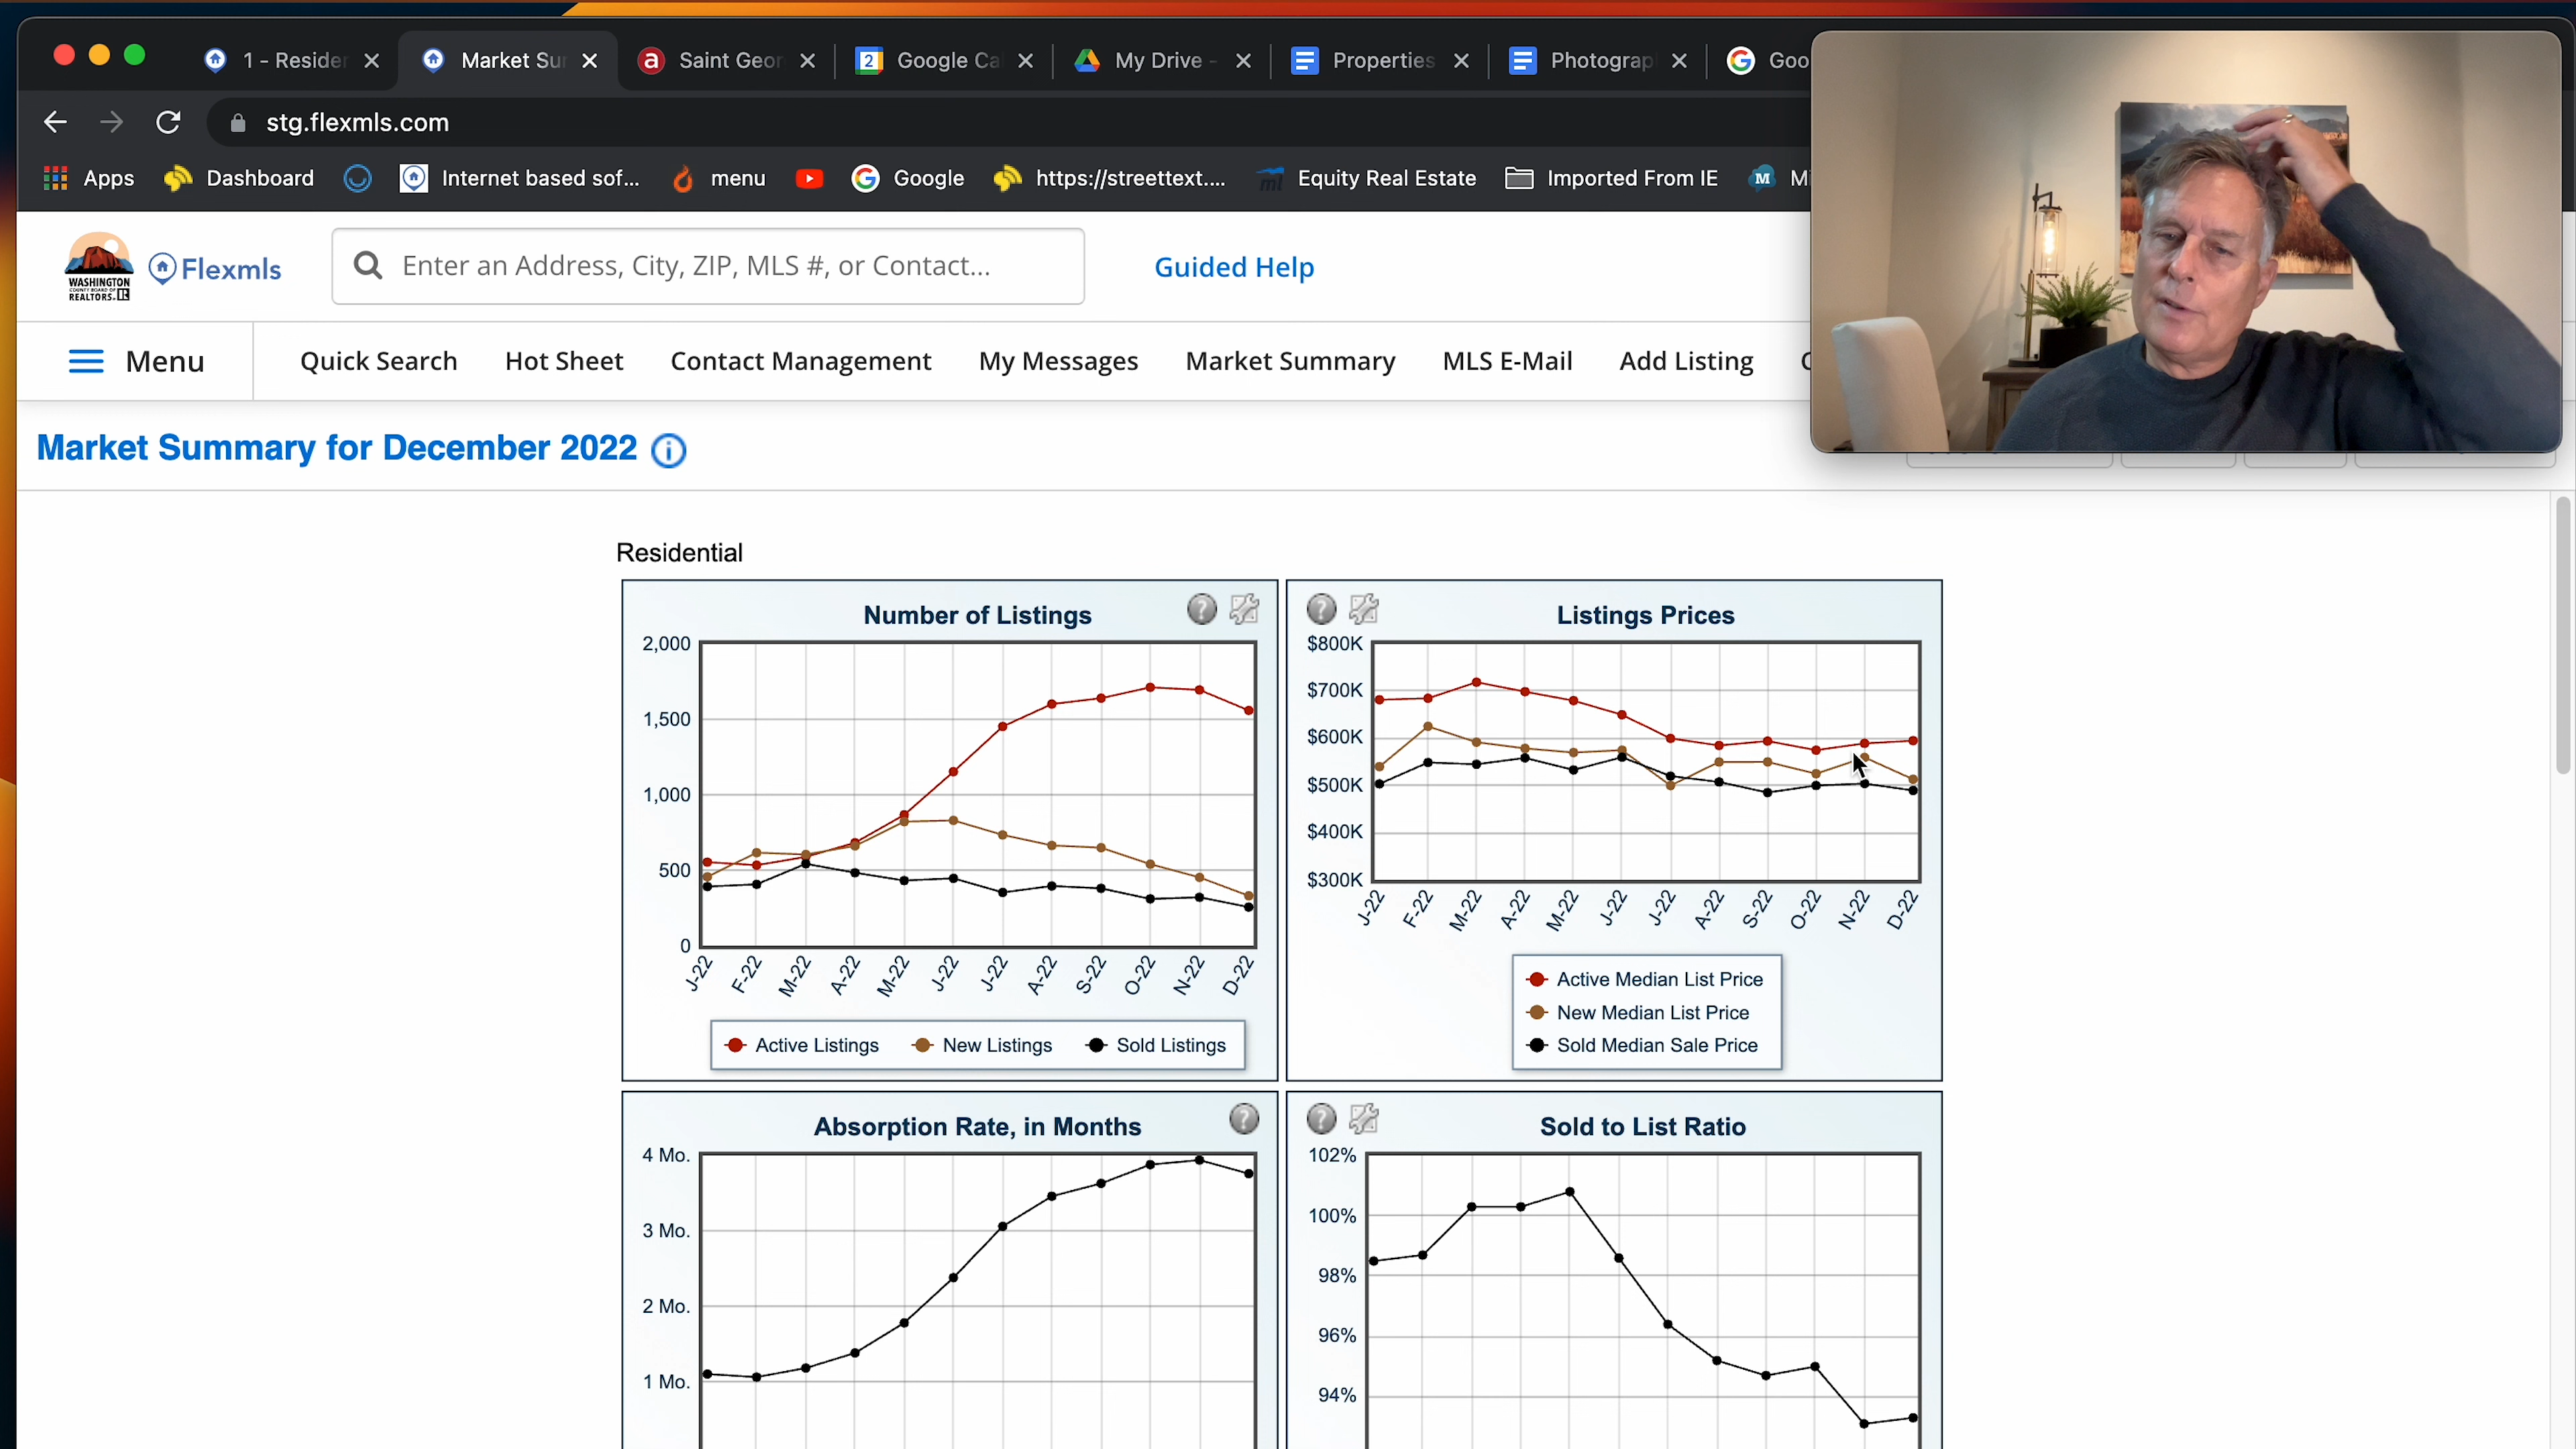 1 - Resider
Market Sur
Saint Geor
2
Google Ca
My Drive -
Properties
Photograp
Goo
stg.flexmls.com
Apps
Dashboard
Internet based sof...
menu
Google
https://streettext....
Equity Real Estate
Imported From IE
M
WASHINGTON
COUNTY BOARD OF
REALTORS
Flexmls
Enter an Address, City, ZIP, MLS #, or Contact...
Guided Help
Menu
Quick Search
Hot Sheet
Contact Management
My Messages
Market Summary
MLS E-Mail
Add Listing
Market Summary for December 2022
Residential
Number of Listings
2,000
1,500
1,000
500
0
J-22
F-22
M-22
A-22
M-22
J-22
J-22
A-22
S-22
O-22
N-22
D-22
Active Listings
New Listings
Sold Listings
Listings Prices
$800K
$700K
$600K
$500K
$400K
$300K
J-22
F-22
M-22
A-22
M-22
J-22
J-22
A-22
S-22
O-22
N-22
D-22
Active Median List Price
New Median List Price
Sold Median Sale Price
Absorption Rate, in Months
4 Mo.
3 Mo.
2 Mo.
1 Mo.
Sold to List Ratio
102%
100%
98%
96%
94%